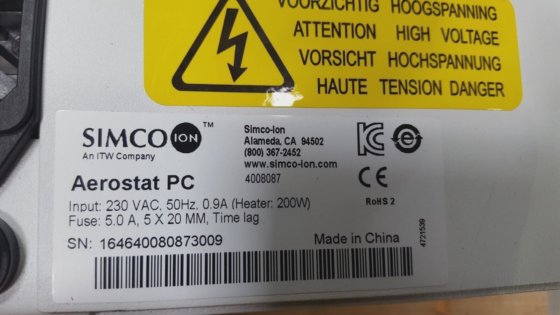 VOORZICHTIG HOOGSPANNING
ATTENTION HIGH VOLTAGE
VORSICHT HOCHSPANNUNG
HAUTE TENSION DANGER
SIMCO ION ™
An ITW Company
Simco-Ion
Alameda, CA 94502
(800) 367-2452
www.simco-ion.com
4008087
Aerostat PC
RoHS 2
Input: 230 VAC, 50Hz, 0.9A (Heater: 200W)
Fuse: 5.0 A, 5 X 20 MM, Time lag
SN: 164640080873009
Made in China
4721539